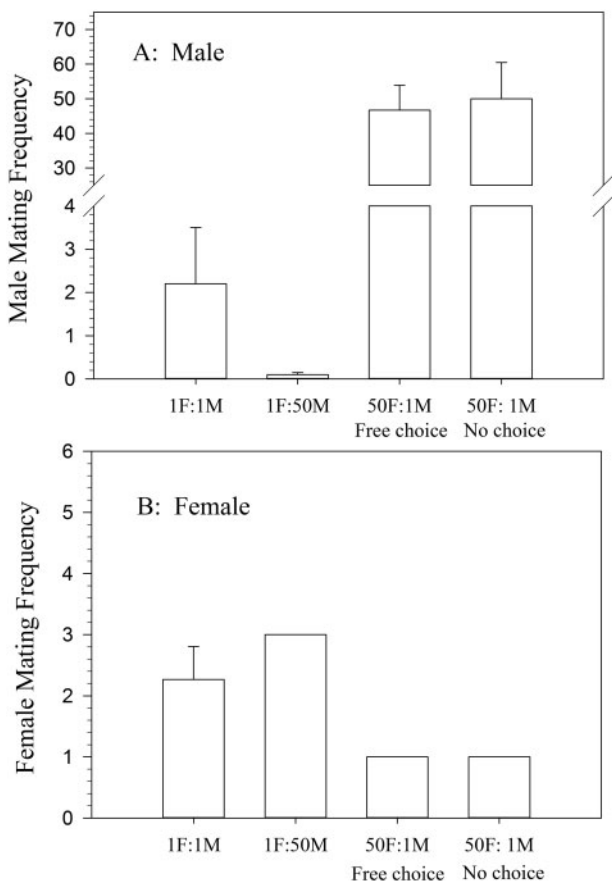 A: Male
Male Mating Frequency
70
60
50
40
30
4
3
2
1
0
1F:1M 1F:50M 50F:1M 50F: 1M
Free choice No choice
B: Female
Female Mating Frequency
6
5
4
3
2
1
0
1F:1M 1F:50M 50F:1M 50F: 1M
Free choice No choice